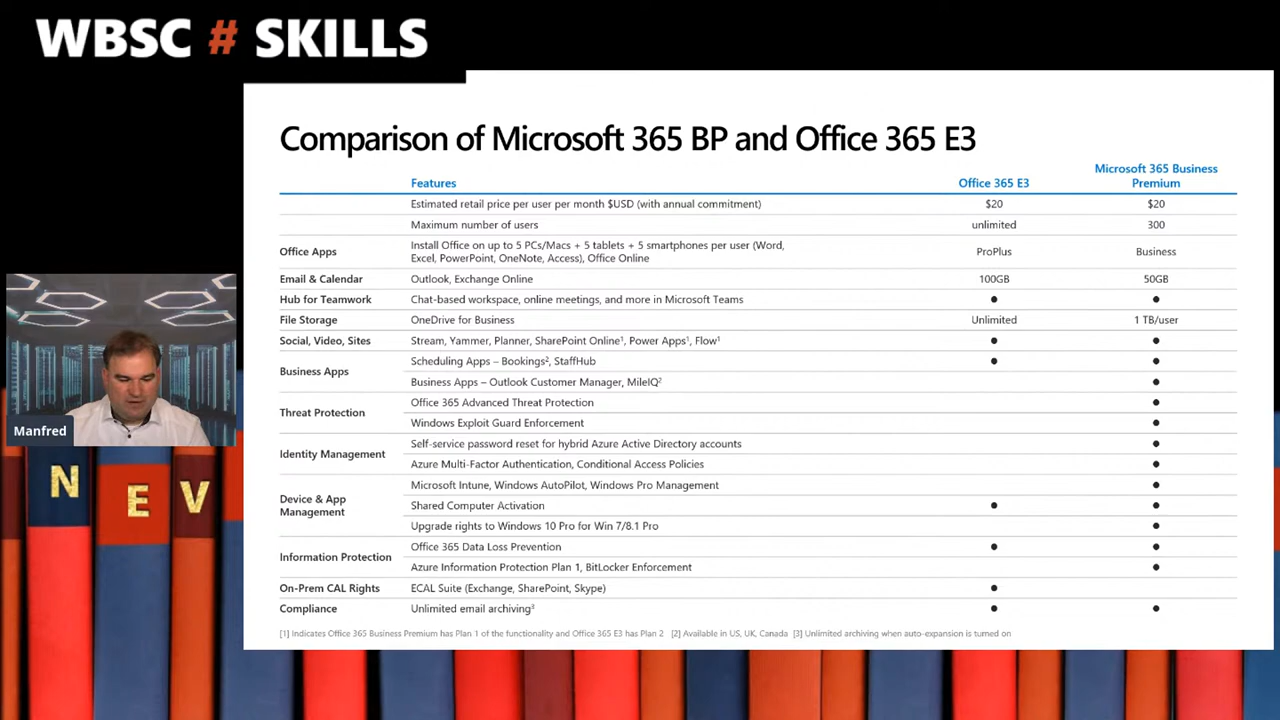 WBSC # SKILLS
Comparison of Microsoft 365 BP and Office 365 E3
Features Office 365 E3 Microsoft 365 Business Premium
Estimated retail price per user per month $USD (with annual commitment) $20 $20
Maximum number of users unlimited 300
Office Apps Install Office on up to 5 PCs/Macs + 5 tablets + 5 smartphones per user (Word,
Excel, PowerPoint, OneNote, Access), Office Online ProPlus Business
Email & Calendar Outlook, Exchange Online 100GB 50GB
Hub for Teamwork Chat-based workspace, online meetings, and more in Microsoft Teams ● ●
File Storage OneDrive for Business Unlimited 1 TB/user
Social, Video, Sites Stream, Yammer, Planner, SharePoint Online¹, Power Apps¹, Flow¹ ● ●
Business Apps Scheduling Apps – Bookings², StaffHub ● ●
Business Apps – Outlook Customer Manager, MileIQ² ●
Threat Protection Office 365 Advanced Threat Protection ●
Windows Exploit Guard Enforcement ●
Identity Management Self-service password reset for hybrid Azure Active Directory accounts ●
Azure Multi-Factor Authentication, Conditional Access Policies ●
Device & App Management Microsoft Intune, Windows AutoPilot, Windows Pro Management ●
Shared Computer Activation ● ●
Upgrade rights to Windows 10 Pro for Win 7/8.1 Pro ●
Information Protection Office 365 Data Loss Prevention ● ●
Azure Information Protection Plan 1, BitLocker Enforcement ●
On-Prem CAL Rights ECAL Suite (Exchange, SharePoint, Skype) ●
Compliance Unlimited email archiving³ ● ●
[1] Indicates Office 365 Business Premium has Plan 1 of the functionality and Office 365 E3 has Plan 2 [2] Available in US, UK, Canada [3] Unlimited archiving when auto-expansion is turned on
Manfred
N E V